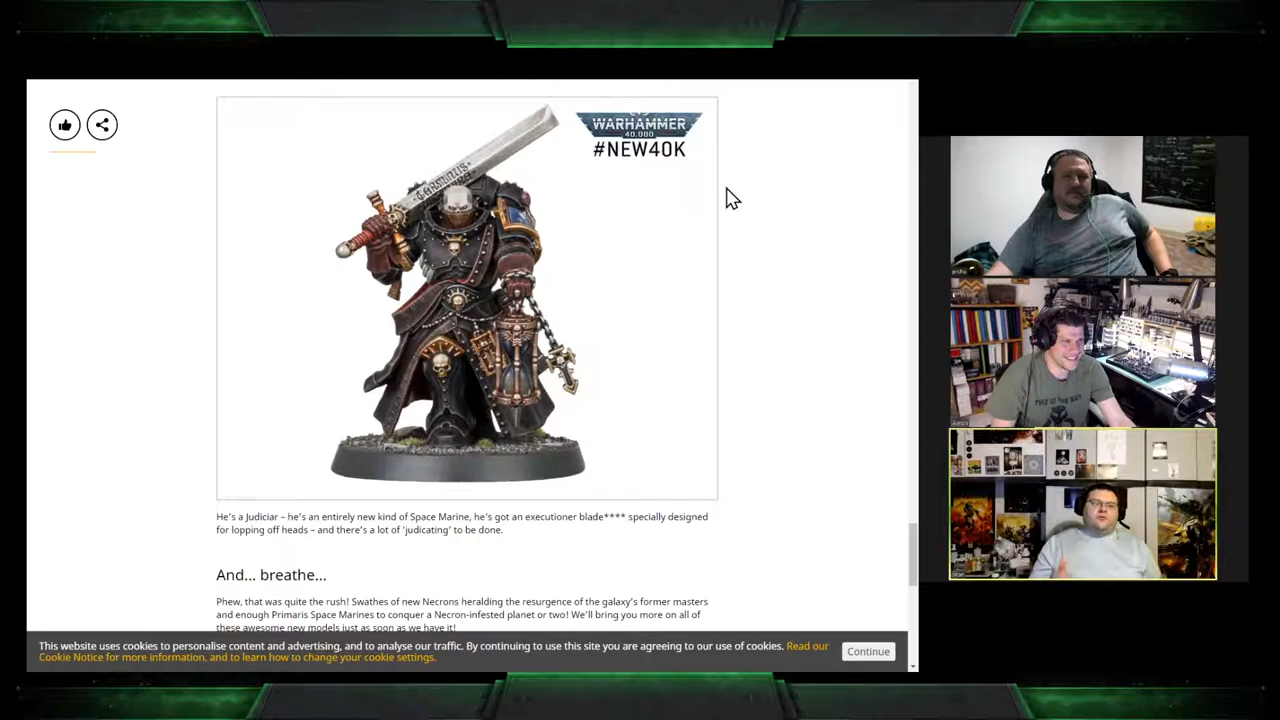 WARHAMMER
40,000
#NEW40K
TEMPORTUS
He's a Judiciar – he's an entirely new kind of Space Marine, he's got an executioner blade**** specially designed
for lopping off heads – and there's a lot of 'judicating' to be done.
And... breathe...
Phew, that was quite the rush! Swathes of new Necrons heralding the resurgence of the galaxy's former masters
and enough Primaris Space Marines to conquer a Necron-infested planet or two! We'll bring you more on all of
these awesome new models just as soon as we have it!
This website uses cookies to personalise content and advertising, and to analyse our traffic. By continuing to use this site you are agreeing to our use of cookies. Read our
Cookie Notice for more information, and to learn how to change your cookie settings.
Continue
THIS IS THE WAY